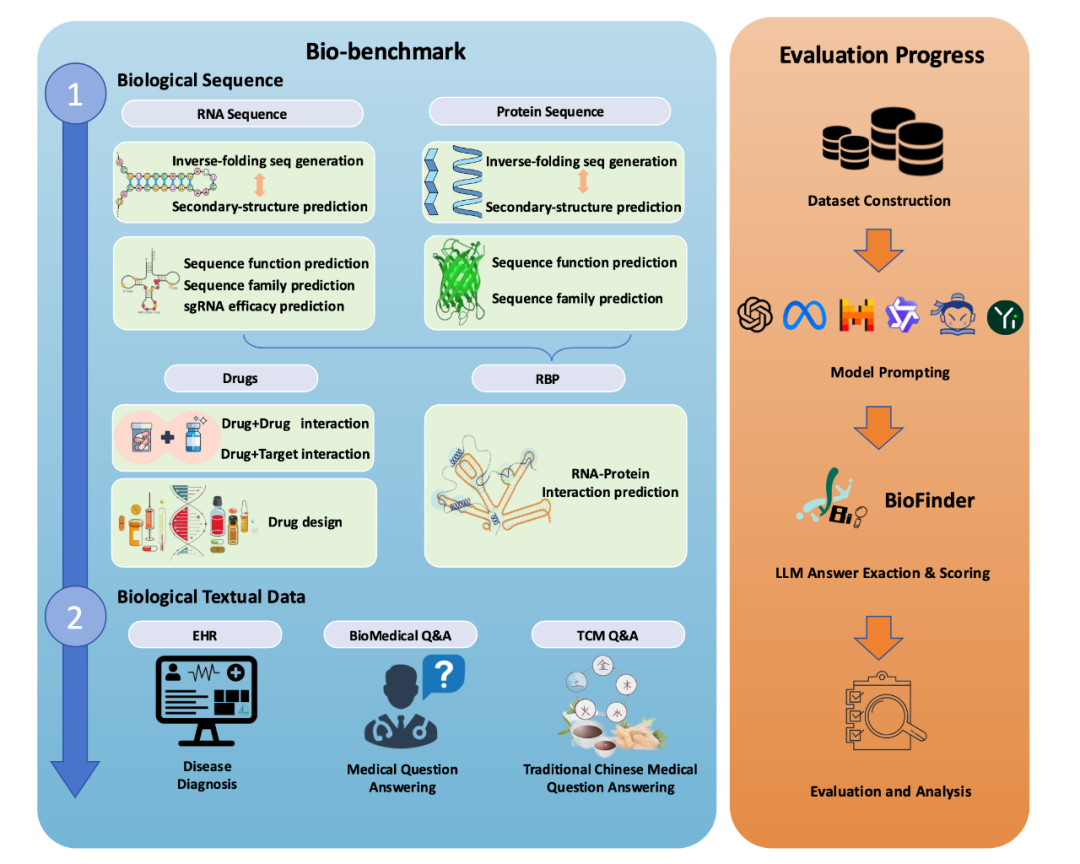 Bio-benchmark
1
Biological Sequence
RNA Sequence
Protein Sequence
Inverse-folding seq generation
Secondary-structure prediction
Inverse-folding seq generation
Secondary-structure prediction
Sequence function prediction
Sequence family prediction
sgRNA efficacy prediction
Sequence function prediction
Sequence family prediction
Drugs
RBP
Drug+Drug interaction
Drug+Target interaction
Drug design
RNA-Protein
Interaction prediction
2
Biological Textual Data
EHR
BioMedical Q&A
TCM Q&A
?
金
土
木
火
水
Disease
Diagnosis
Medical Question
Answering
Traditional Chinese Medical
Question Answering
Evaluation Progress
Dataset Construction
Yi
Model Prompting
Bio
BioFinder
LLM Answer Exaction & Scoring
Evaluation and Analysis